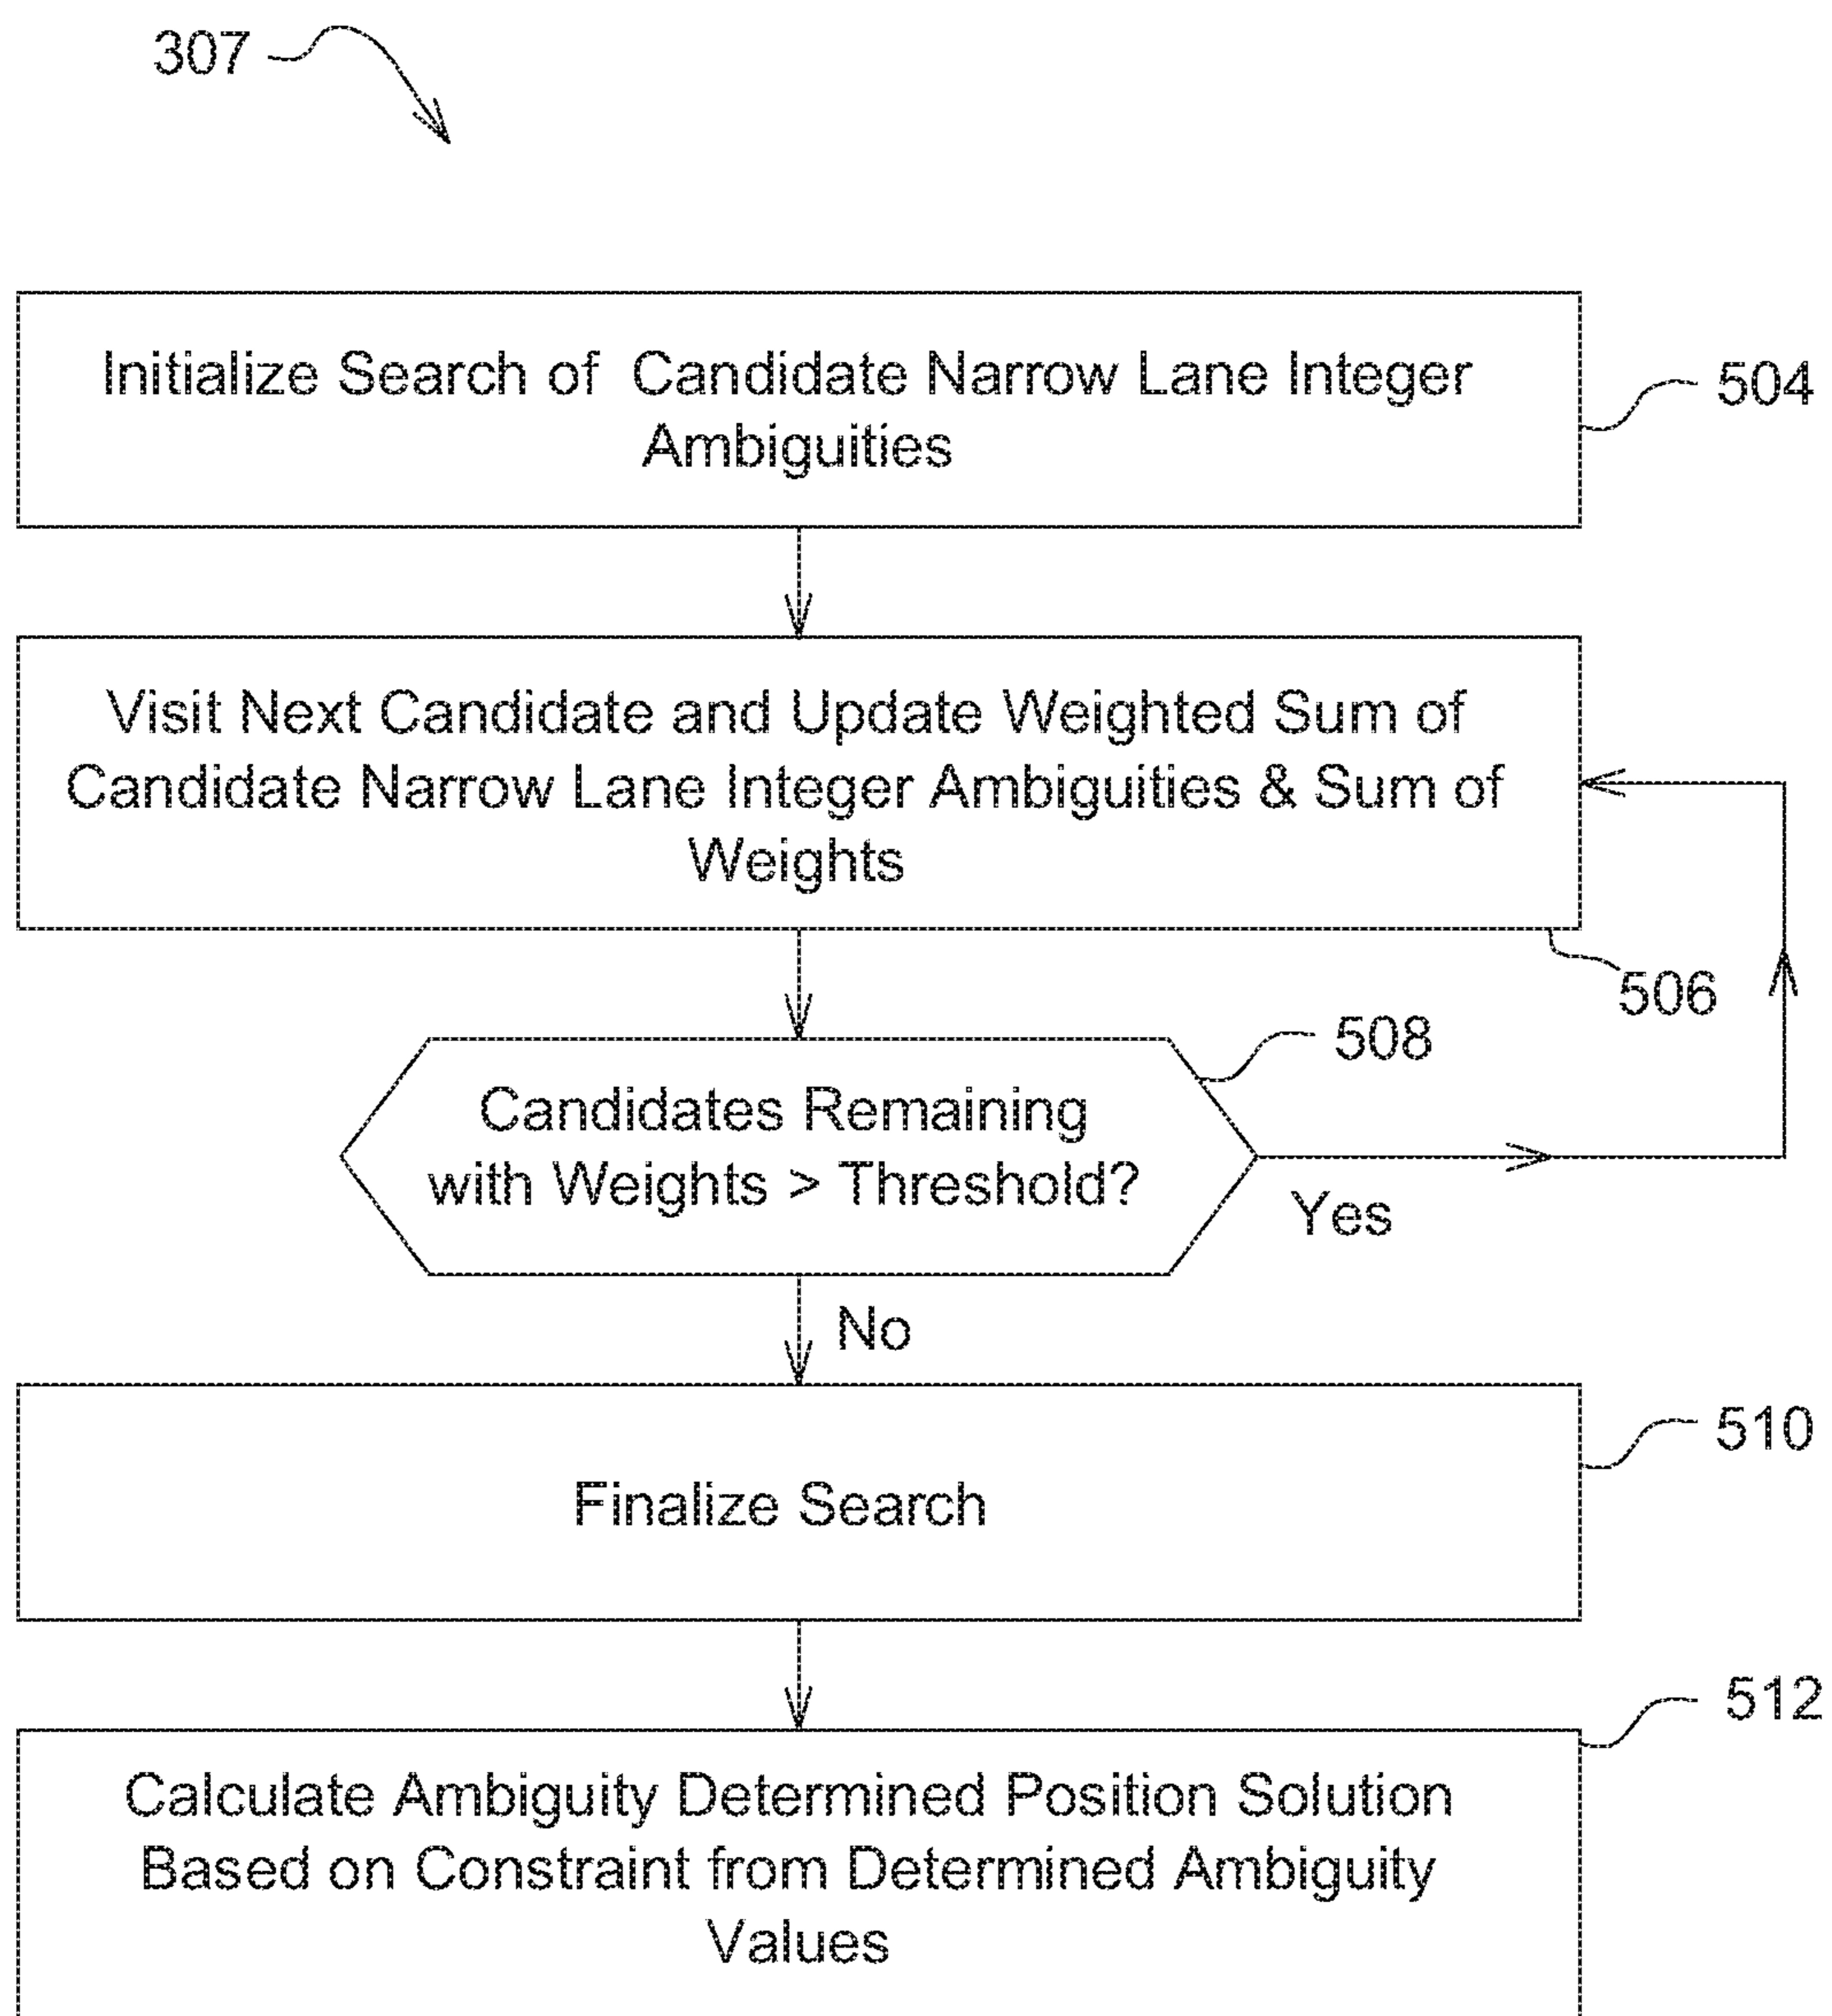 307
Initialize Search of Candidate Narrow Lane Integer
Ambiguities
504
Visit Next Candidate and Update Weighted Sum of
Candidate Narrow Lane Integer Ambiguities & Sum of
Weights
506
508
Candidates Remaining
with Weights > Threshold?
Yes
No
510
Finalize Search
512
Calculate Ambiguity Determined Position Solution
Based on Constraint from Determined Ambiguity
Values